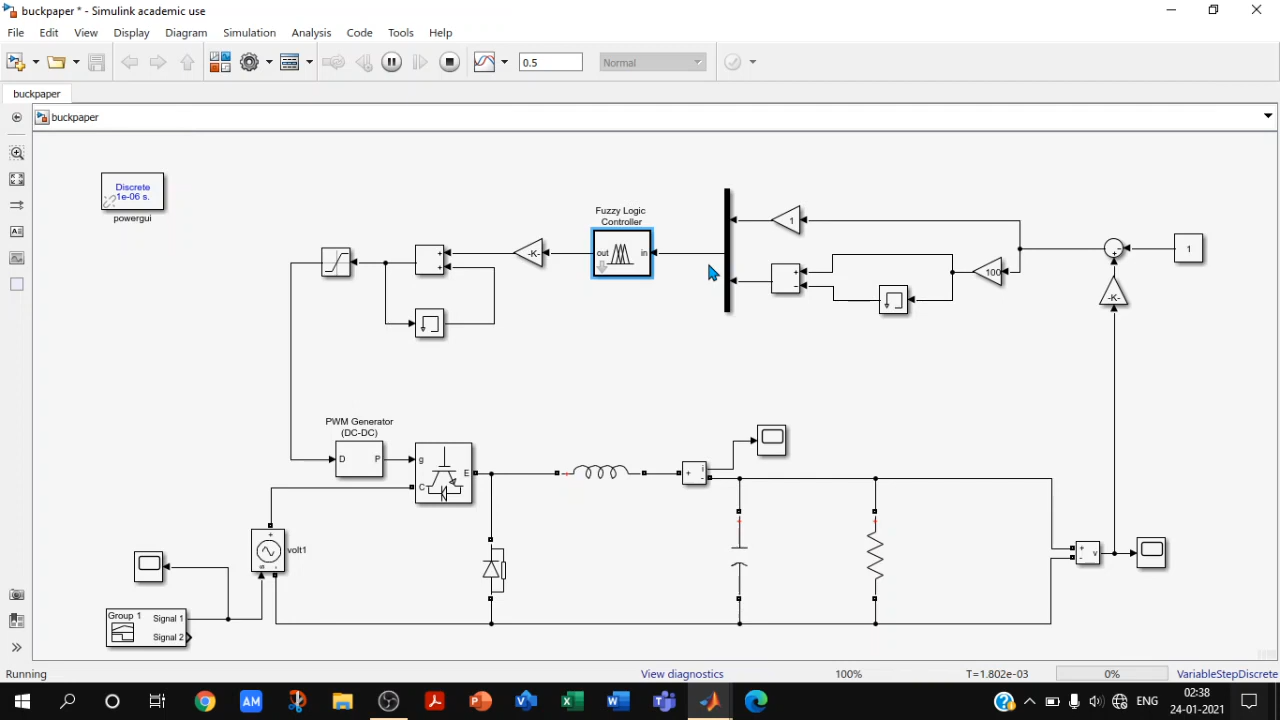 buckpaper * - Simulink academic use
File Edit View Display Diagram Simulation Analysis Code Tools Help
0.5
Normal
buckpaper
buckpaper
Discrete
1e-06 s.
powergui
Fuzzy Logic
Controller
out in
-K-
+
+
1
+
-
100
-
+
1
-K-
PWM Generator
(DC-DC)
D P
g
C
E
+
i
-
+
s
-
volt1
+
-
v
Group 1
Signal 1
Signal 2
Running
View diagnostics
100%
T=1.802e-03
0%
VariableStepDiscrete
AM
ENG
02:38
24-01-2021